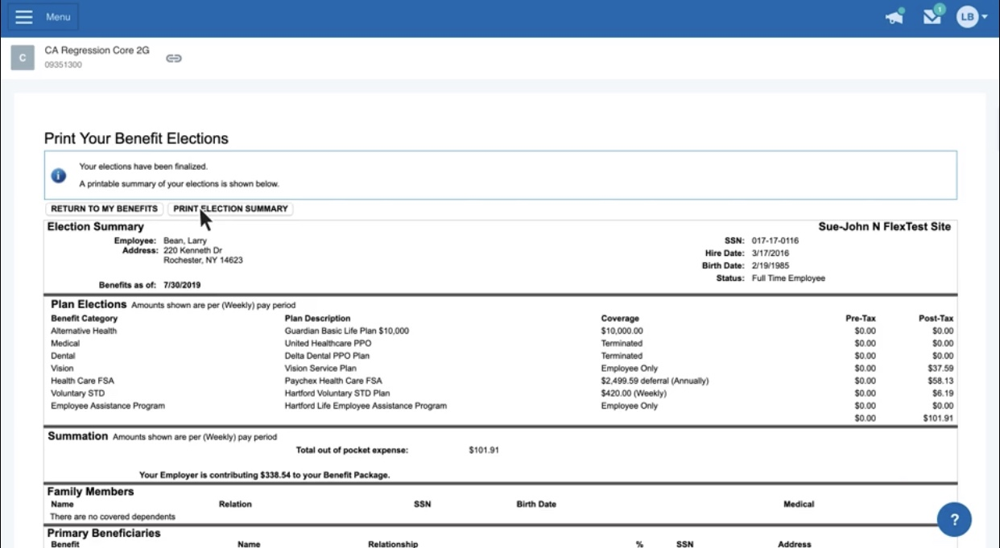 Menu
1
LB
C
CA Regression Core 2G
09351300
Print Your Benefit Elections
i
Your elections have been finalized.
A printable summary of your elections is shown below.
RETURN TO MY BENEFITS PRINT ELECTION SUMMARY
Election Summary Sue-John N FlexTest Site
Employee: Bean, Larry SSN: 017-17-0116
Address: 220 Kenneth Dr Hire Date: 3/17/2016
Rochester, NY 14623 Birth Date: 2/19/1985
Status: Full Time Employee
Benefits as of: 7/30/2019
Plan Elections Amounts shown are per (Weekly) pay period
Benefit Category Plan Description Coverage Pre-Tax Post-Tax
Alternative Health Guardian Basic Life Plan $10,000 $10,000.00 $0.00 $0.00
Medical United Healthcare PPO Terminated $0.00 $0.00
Dental Delta Dental PPO Plan Terminated $0.00 $0.00
Vision Vision Service Plan Employee Only $0.00 $37.59
Health Care FSA Paychex Health Care FSA $2,499.59 deferral (Annually) $0.00 $58.13
Voluntary STD Hartford Voluntary STD Plan $420.00 (Weekly) $0.00 $6.19
Employee Assistance Program Hartford Life Employee Assistance Program Employee Only $0.00 $0.00
$0.00 $101.91
Summation Amounts shown are per (Weekly) pay period
Total out of pocket expense: $101.91
Your Employer is contributing $338.54 to your Benefit Package.
Family Members
Name Relation SSN Birth Date Medical
There are no covered dependents
?
Primary Beneficiaries
Benefit Name Relationship % SSN Address